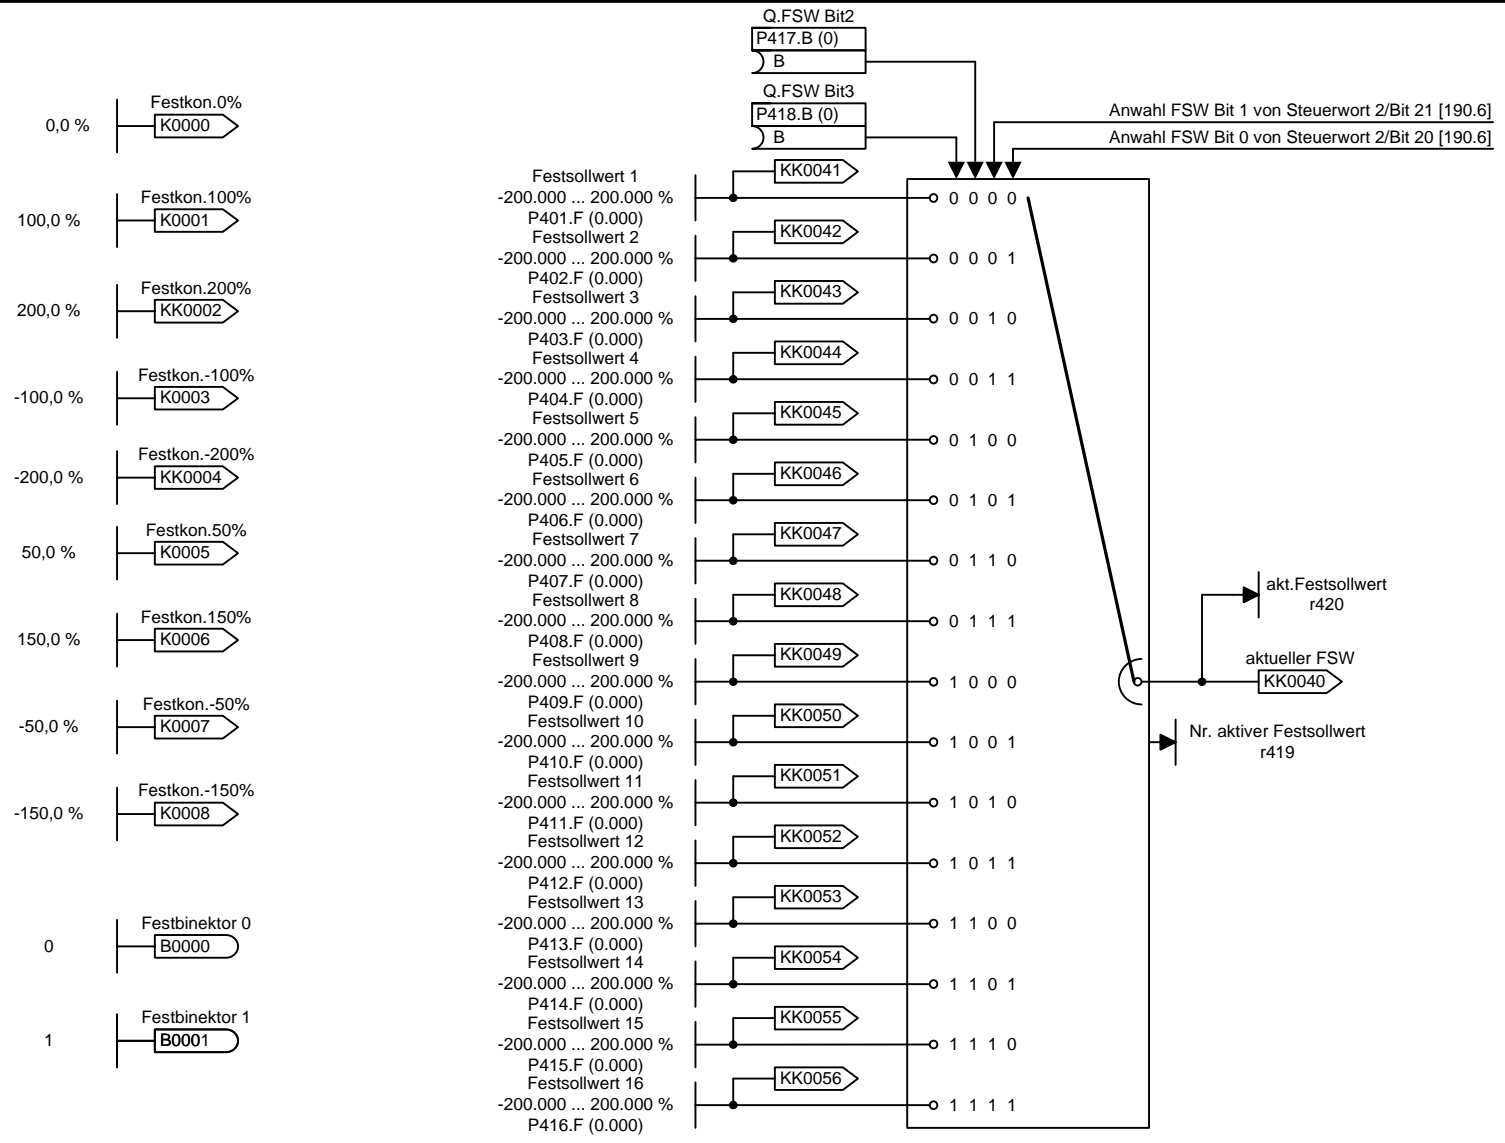 Q.FSW Bit2
P417.B (0)
B
Q.FSW Bit3
P418.B (0)
B
Anwahl FSW Bit 1 von Steuerwort 2/Bit 21 [190.6]
Anwahl FSW Bit 0 von Steuerwort 2/Bit 20 [190.6]
Festkon.0%
0,0 %
K0000
Festkon.100%
100,0 %
K0001
Festkon.200%
200,0 %
KK0002
Festkon.-100%
-100,0 %
K0003
Festkon.-200%
-200,0 %
KK0004
Festkon.50%
50,0 %
K0005
Festkon.150%
150,0 %
K0006
Festkon.-50%
-50,0 %
K0007
Festkon.-150%
-150,0 %
K0008
Festbinektor 0
0
B0000
Festbinektor 1
1
B0001
Festsollwert 1
KK0041
-200.000 ... 200.000 %
0 0 0 0
P401.F (0.000)
Festsollwert 2
KK0042
-200.000 ... 200.000 %
0 0 0 1
P402.F (0.000)
Festsollwert 3
KK0043
-200.000 ... 200.000 %
0 0 1 0
P403.F (0.000)
Festsollwert 4
KK0044
-200.000 ... 200.000 %
0 0 1 1
P404.F (0.000)
Festsollwert 5
KK0045
-200.000 ... 200.000 %
0 1 0 0
P405.F (0.000)
Festsollwert 6
KK0046
-200.000 ... 200.000 %
0 1 0 1
P406.F (0.000)
Festsollwert 7
KK0047
-200.000 ... 200.000 %
0 1 1 0
P407.F (0.000)
Festsollwert 8
KK0048
-200.000 ... 200.000 %
0 1 1 1
P408.F (0.000)
Festsollwert 9
KK0049
-200.000 ... 200.000 %
1 0 0 0
P409.F (0.000)
Festsollwert 10
KK0050
-200.000 ... 200.000 %
1 0 0 1
P410.F (0.000)
Festsollwert 11
KK0051
-200.000 ... 200.000 %
1 0 1 0
P411.F (0.000)
Festsollwert 12
KK0052
-200.000 ... 200.000 %
1 0 1 1
P412.F (0.000)
Festsollwert 13
KK0053
-200.000 ... 200.000 %
1 1 0 0
P413.F (0.000)
Festsollwert 14
KK0054
-200.000 ... 200.000 %
1 1 0 1
P414.F (0.000)
Festsollwert 15
KK0055
-200.000 ... 200.000 %
1 1 1 0
P415.F (0.000)
Festsollwert 16
KK0056
-200.000 ... 200.000 %
1 1 1 1
P416.F (0.000)
akt.Festsollwert
r420
aktueller FSW
KK0040
Nr. aktiver Festsollwert
r419